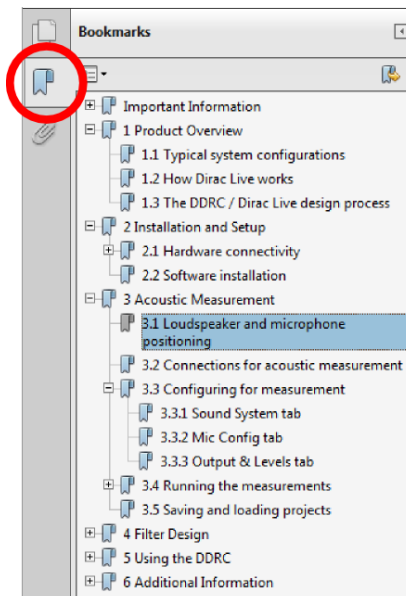 Bookmarks
Important Information
1 Product Overview
1.1 Typical system configurations
1.2 How Dirac Live works
1.3 The DDRC / Dirac Live design process
2 Installation and Setup
2.1 Hardware connectivity
2.2 Software installation
3 Acoustic Measurement
3.1 Loudspeaker and microphone
positioning
3.2 Connections for acoustic measurement
3.3 Configuring for measurement
3.3.1 Sound System tab
3.3.2 Mic Config tab
3.3.3 Output & Levels tab
3.4 Running the measurements
3.5 Saving and loading projects
4 Filter Design
5 Using the DDRC
6 Additional Information